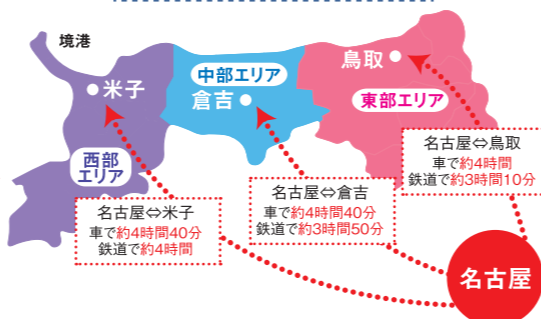 境港
米子
中部エリア
倉吉
鳥取
東部エリア
西部
エリア
名古屋⇔鳥取
車で約4時間
鉄道で約3時間10分
名古屋⇔倉吉
車で約4時間40分
鉄道で約3時間50分
名古屋⇔米子
車で約4時間40分
鉄道で約4時間
名古屋